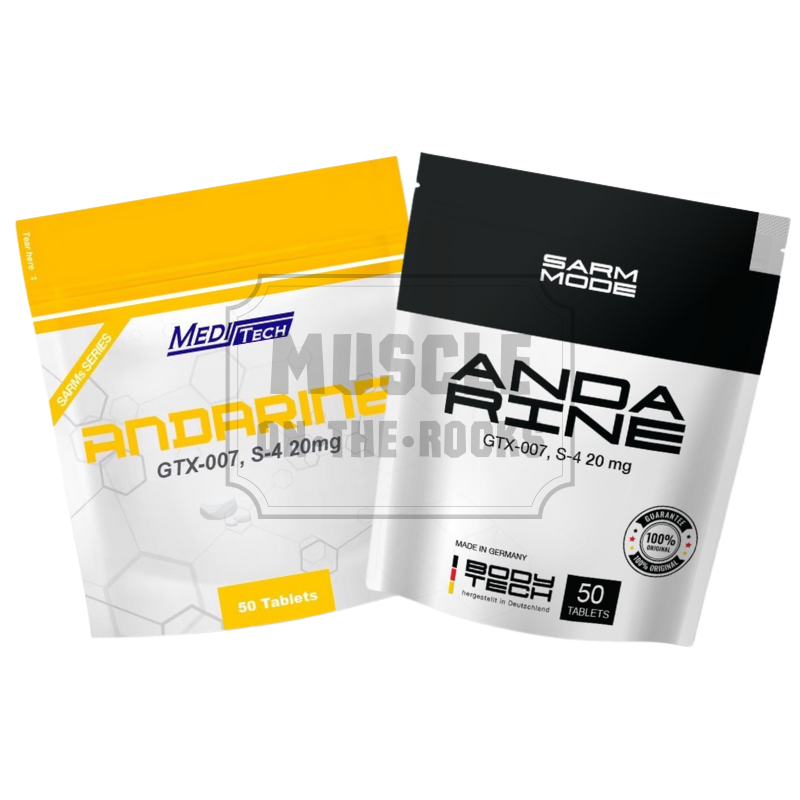 Tear here :
SARMs SERIES
MEDITECH
ANDARINE
GTX-007, S-4 20mg
50 Tablets
SARM
MODE
ANDA
RINE
GTX-007, S-4 20 mg
GUARANTEE
100%
ORIGINAL
100% ORIGINAL
MADE IN GERMANY
BODY
TECH
hergestellt in Deutschland
50
TABLETS
MUSCLE
ON•THE•ROCKS